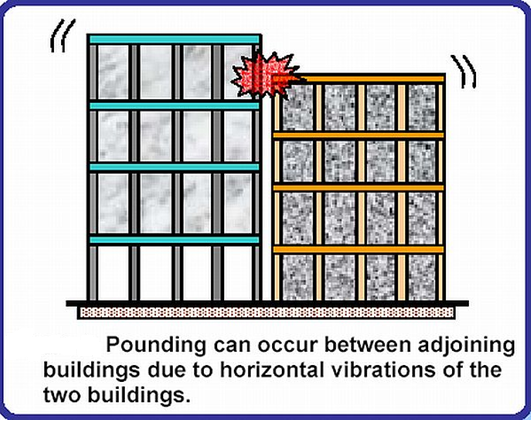 Pounding can occur between adjoining
buildings due to horizontal vibrations of the
two buildings.